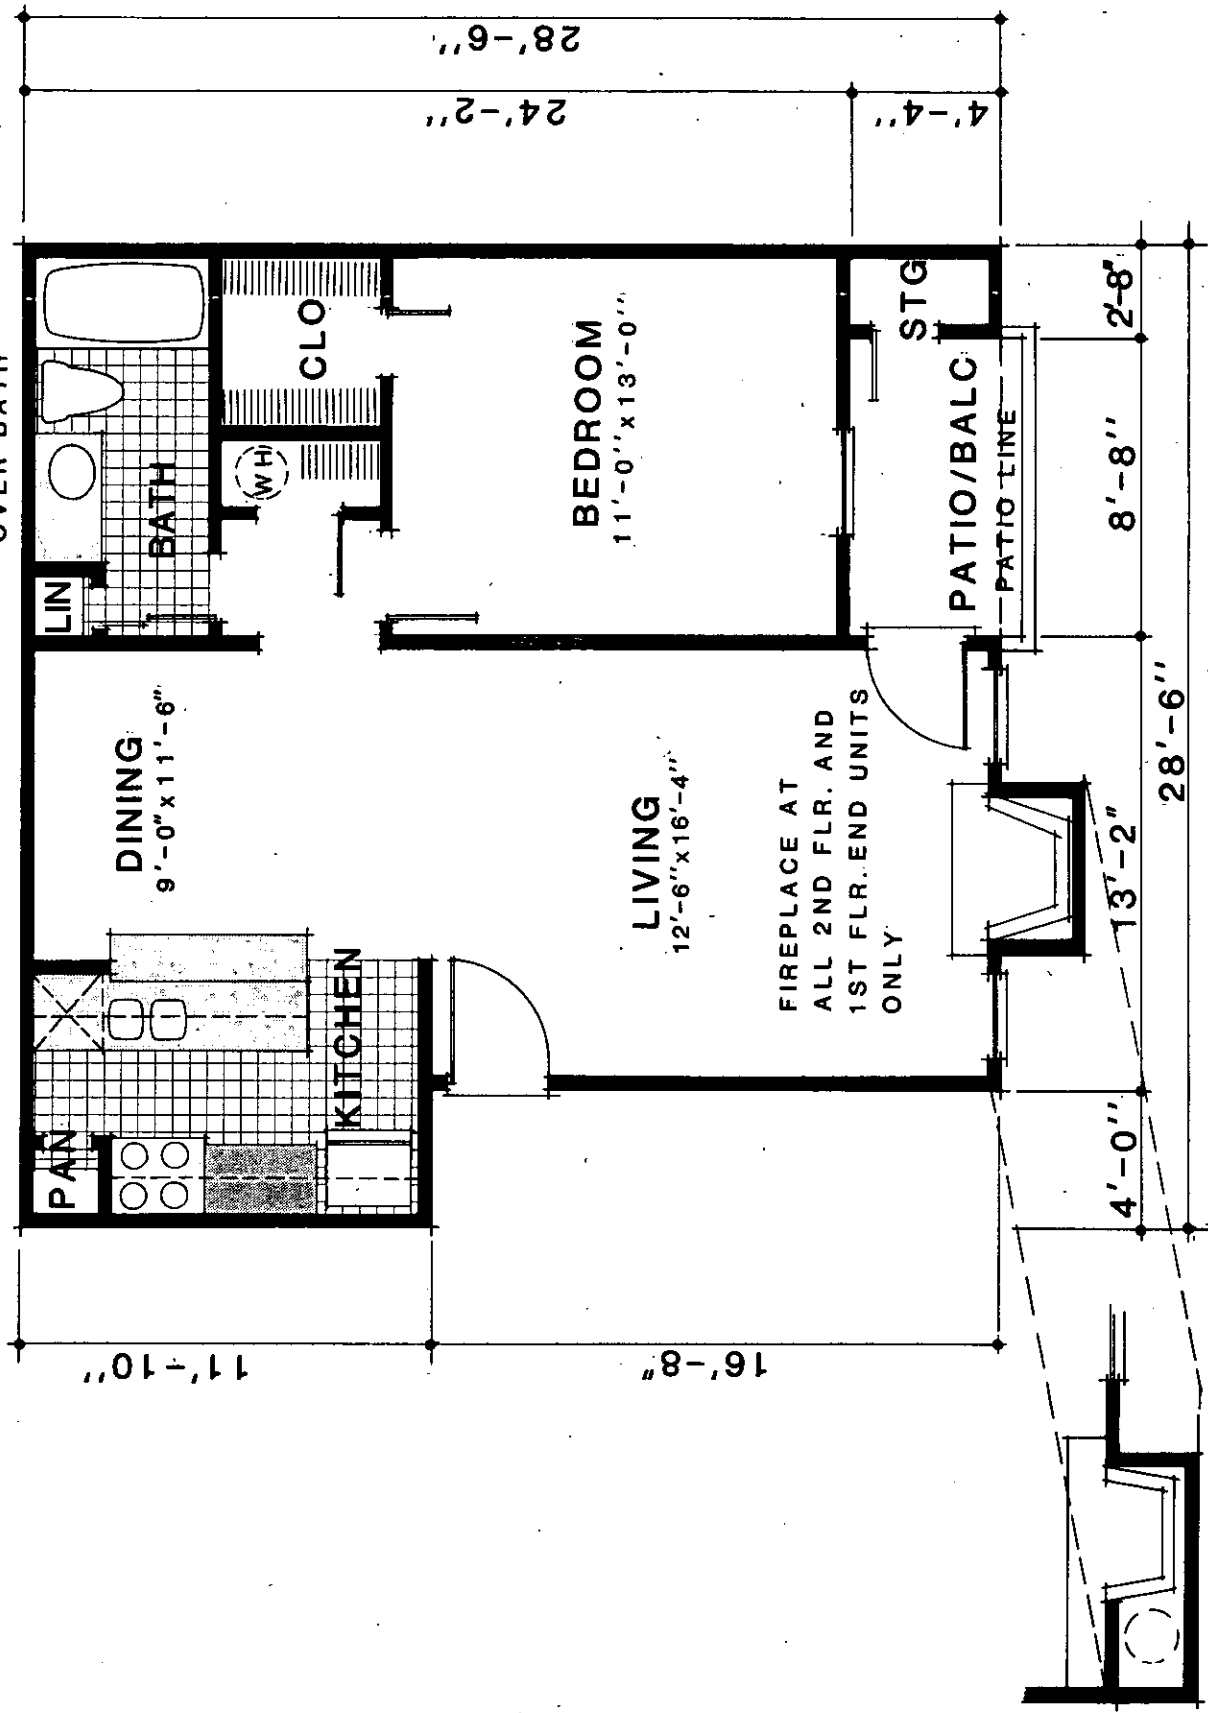 OVER BATH
LIN
BATH
WH
CLO
BEDROOM
11'-0''x13'-0''
STG
PATIO/BALC
PATIO LINE
DINING
9'-0"x11'-6"
LIVING
12'-6''x16'-4''
FIREPLACE AT
ALL 2ND FLR. AND
1ST FLR. END UNITS
ONLY
KITCHEN
PAN
28'-6''
24'-2''
4'-4''
2'-8"
8'-8''
13'-2"
4'-0''
28'-6''
11'-10''
16'-8"